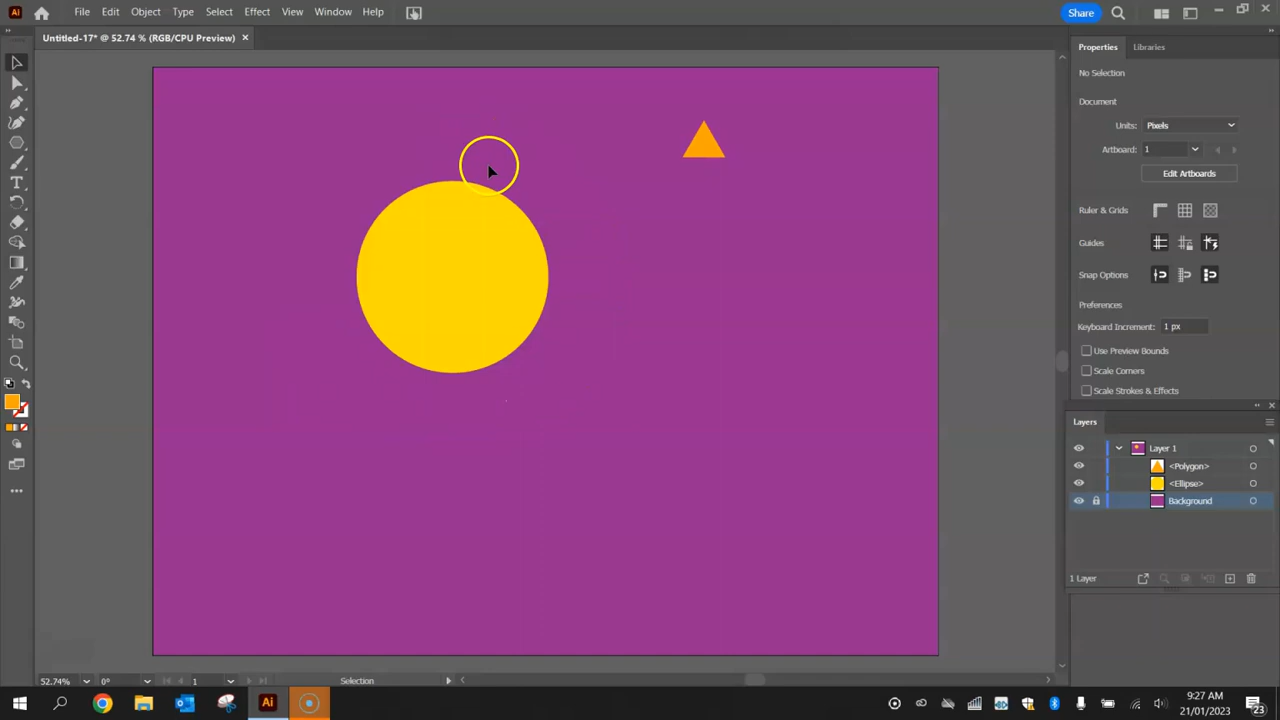 Ai File Edit Object Type Select Effect View Window Help Share
Untitled-17* @ 52.74 % (RGB/CPU Preview)
Properties Libraries
No Selection
Document
Units: Pixels
Artboard: 1
Edit Artboards
Ruler & Grids
Guides
Snap Options
Preferences
Keyboard Increment: 1 px
Use Preview Bounds
Scale Corners
Scale Strokes & Effects
Layers
Layer 1
<Polygon>
<Ellipse>
Background
1 Layer
52.74% 0° 1 Selection
Ai
9:27 AM
21/01/2023
23